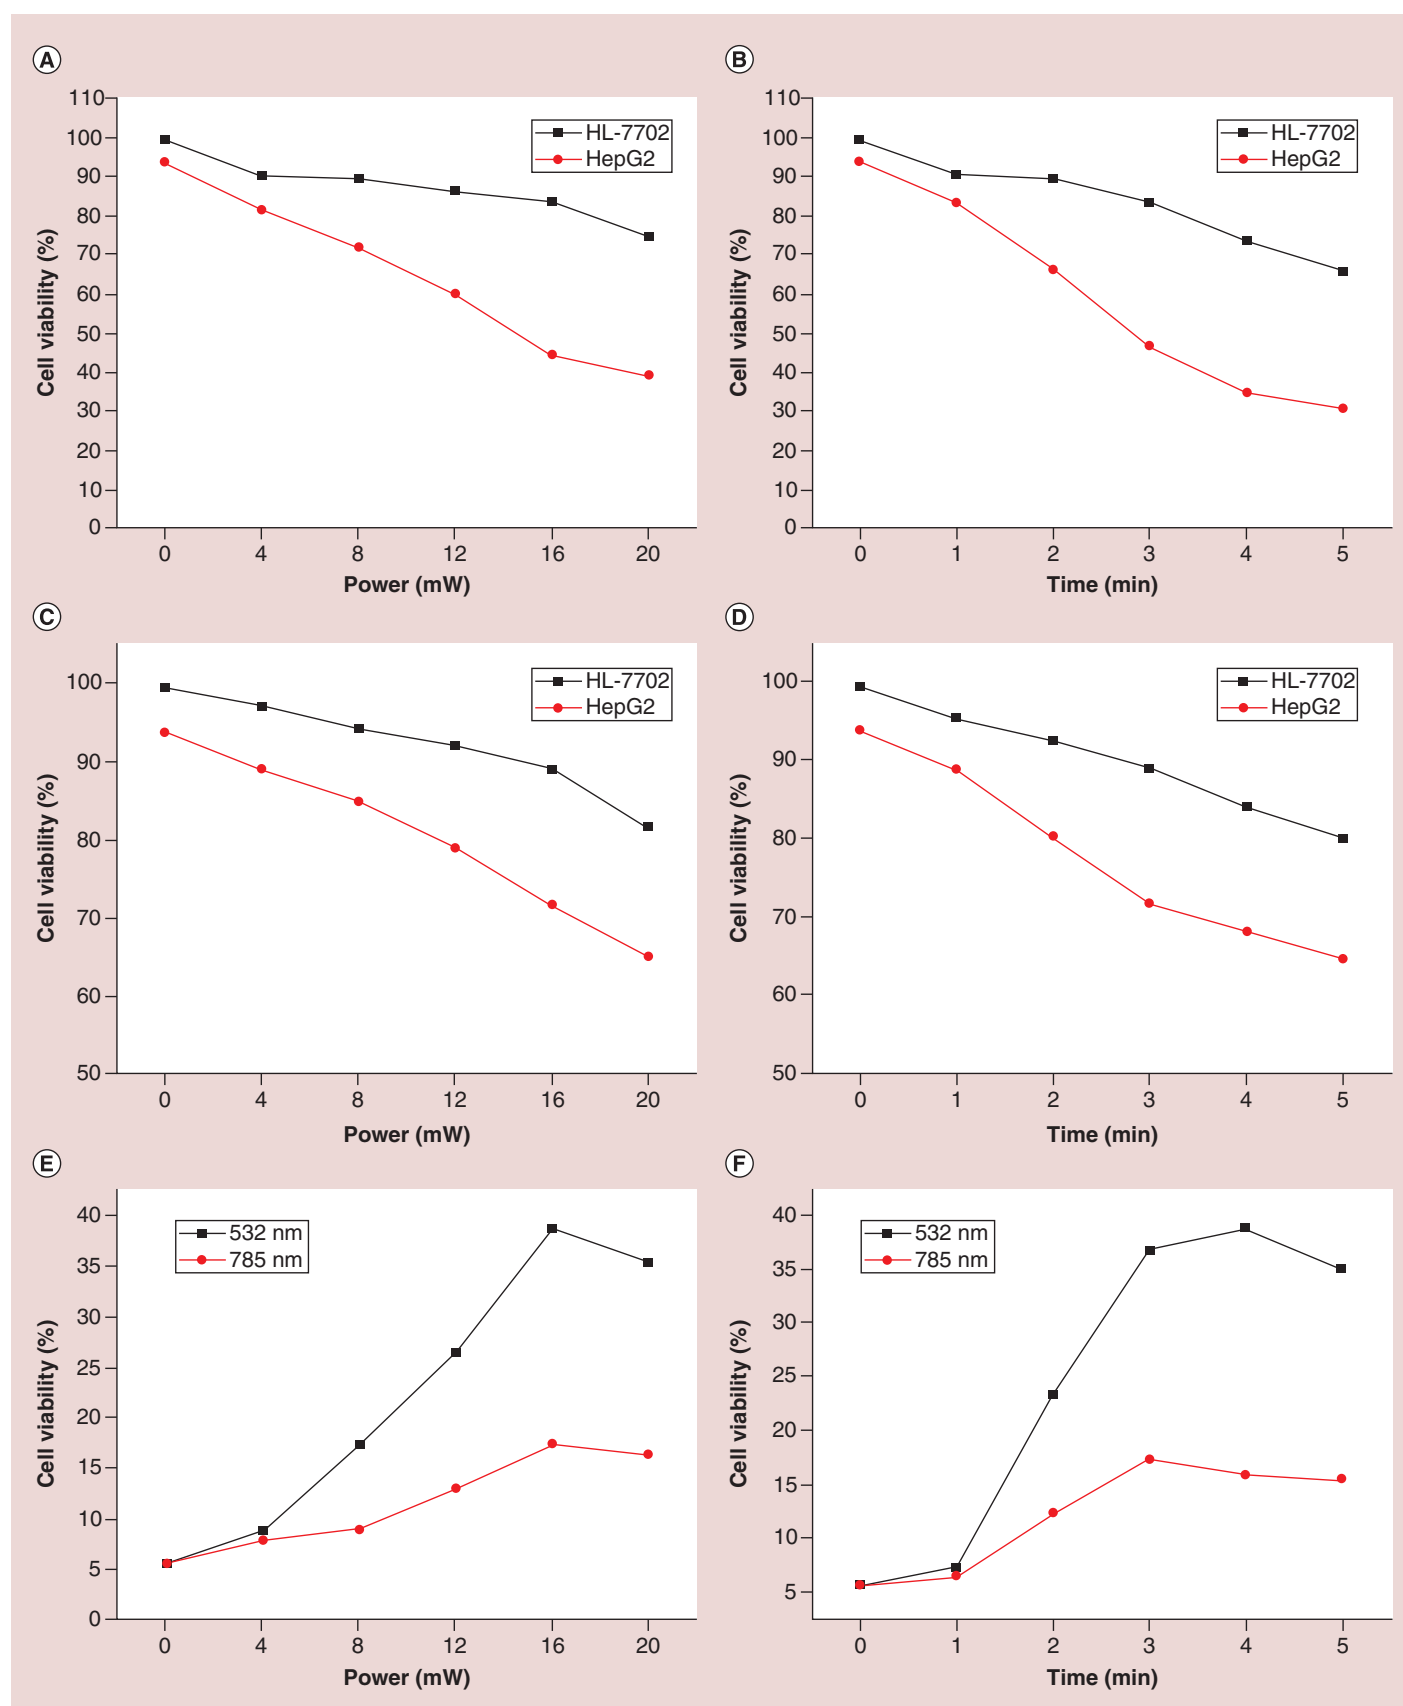 A
110
100
90
80
70
60
50
40
30
20
10
0
Cell viability (%)
HL-7702
HepG2
0 4 8 12 16 20
Power (mW)
B
110
100
90
80
70
60
50
40
30
20
10
0
Cell viability (%)
HL-7702
HepG2
0 1 2 3 4 5
Time (min)
C
100
90
80
70
60
50
Cell viability (%)
HL-7702
HepG2
0 4 8 12 16 20
Power (mW)
D
100
90
80
70
60
50
Cell viability (%)
HL-7702
HepG2
0 1 2 3 4 5
Time (min)
E
40
35
30
25
20
15
10
5
0
Cell viability (%)
532 nm
785 nm
0 4 8 12 16 20
Power (mW)
F
40
35
30
25
20
15
10
5
Cell viability (%)
532 nm
785 nm
0 1 2 3 4 5
Time (min)